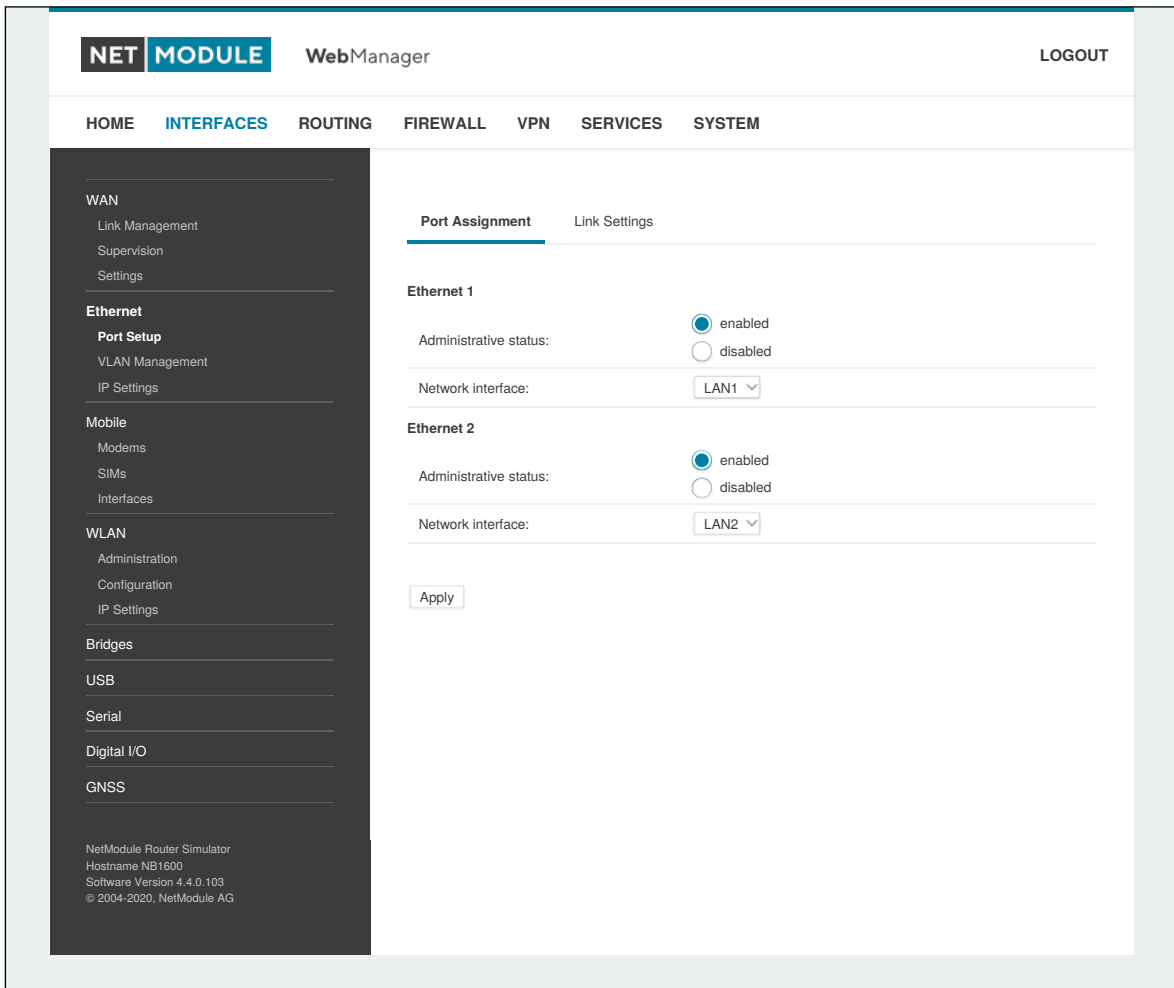 NET MODULE WebManager LOGOUT
HOME INTERFACES ROUTING FIREWALL VPN SERVICES SYSTEM
WAN
Link Management
Supervision
Settings
Ethernet
Port Setup
VLAN Management
IP Settings
Mobile
Modems
SIMs
Interfaces
WLAN
Administration
Configuration
IP Settings
Bridges
USB
Serial
Digital I/O
GNSS
NetModule Router Simulator
Hostname NB1600
Software Version 4.4.0.103
© 2004-2020, NetModule AG
Port Assignment Link Settings
Ethernet 1
Administrative status: enabled
disabled
Network interface: LAN1
Ethernet 2
Administrative status: enabled
disabled
Network interface: LAN2
Apply